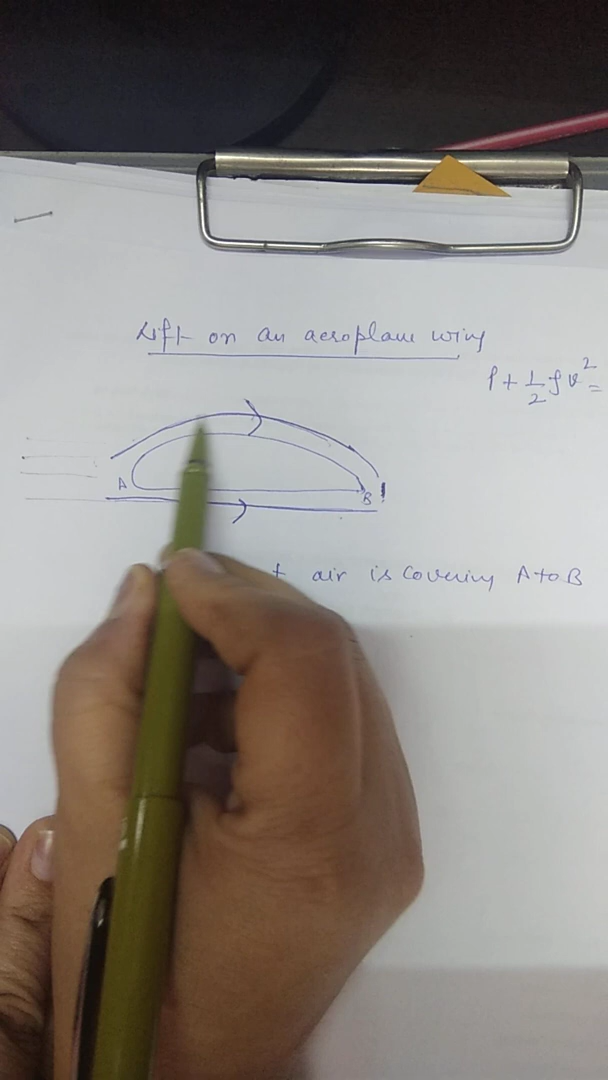 Lift on an aeroplane wing
P + 1/2 ρv² =
A
B
air is covering A to B